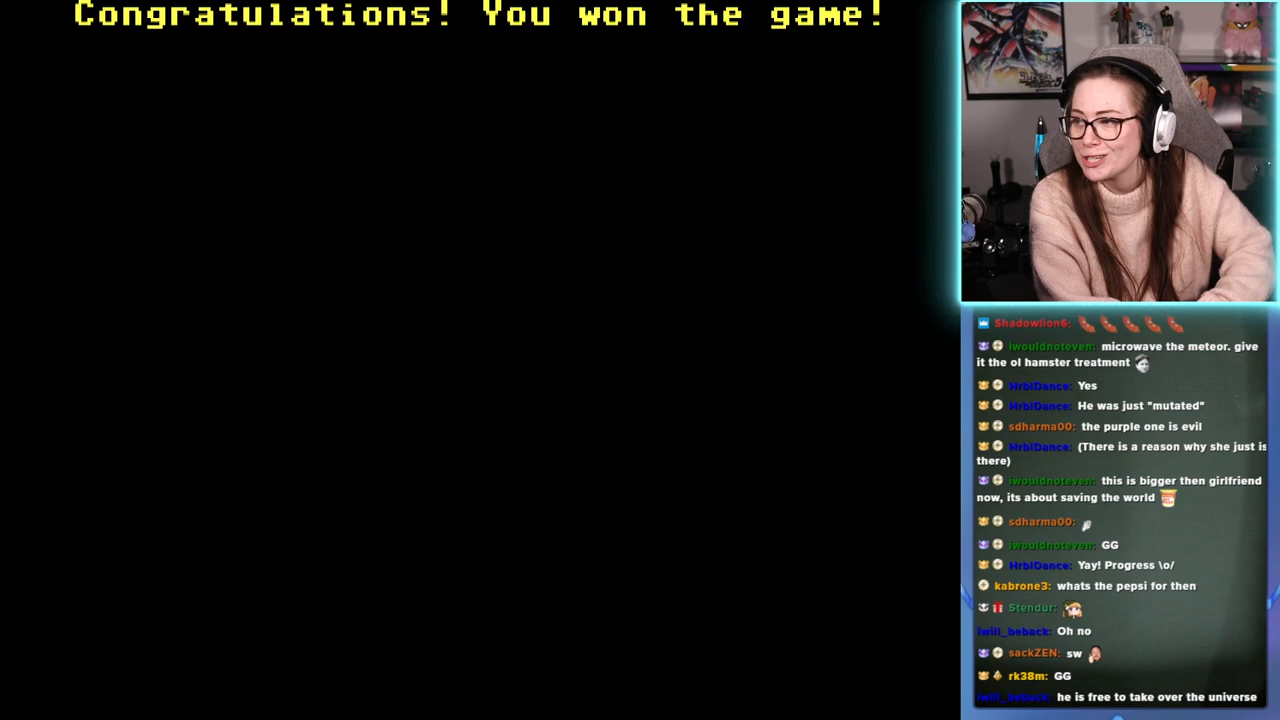 Congratulations! You won the game!
Shadowlion6:
iwouldnoteven: microwave the meteor. give
it the ol hamster treatment
HrblDance: Yes
HrblDance: He was just "mutated"
sdharma00: the purple one is evil
HrblDance: (There is a reason why she just is
there)
iwouldnoteven: this is bigger then girlfriend
now, its about saving the world
sdharma00:
iwouldnoteven: GG
HrblDance: Yay! Progress \o/
kabrone3: whats the pepsi for then
Stendur:
iwill_beback: Oh no
sackZEN: sw
rk38m: GG
iwill_beback: he is free to take over the universe